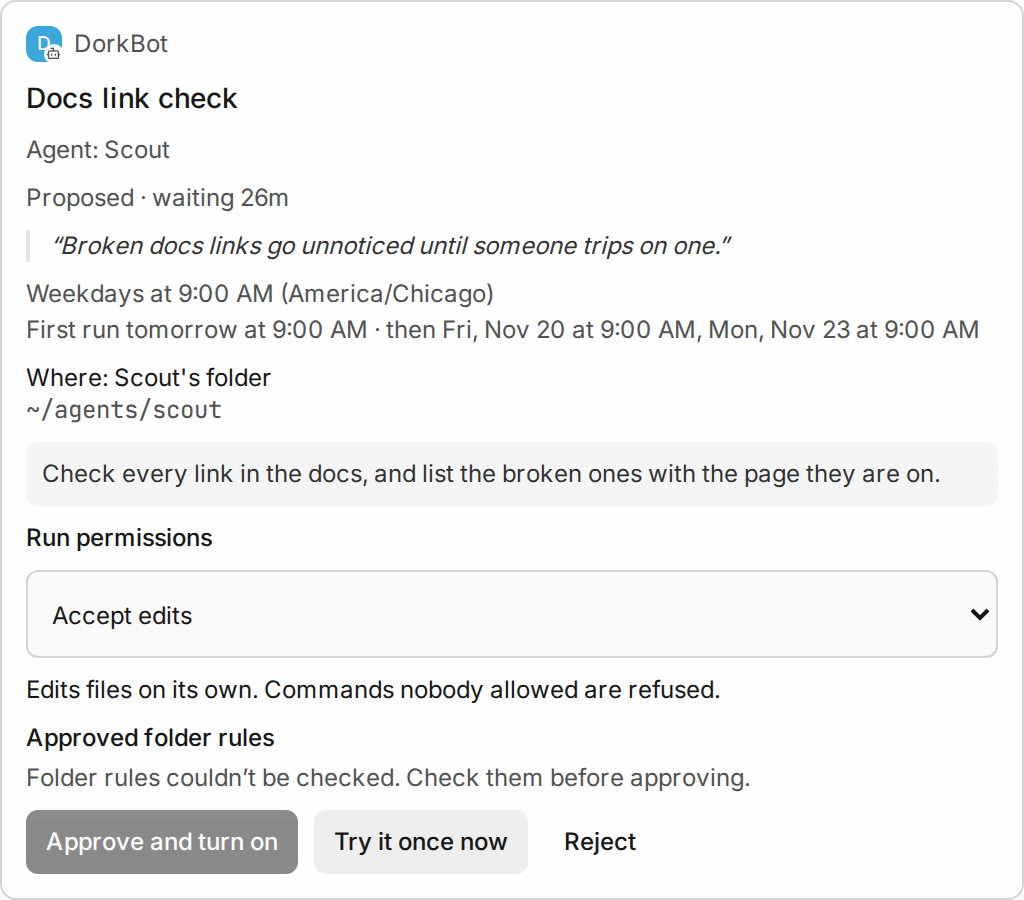 D
DorkBot
Docs link check
Agent: Scout
Proposed · waiting 26m
“Broken docs links go unnoticed until someone trips on one.”
Weekdays at 9:00 AM (America/Chicago)
First run tomorrow at 9:00 AM · then Fri, Nov 20 at 9:00 AM, Mon, Nov 23 at 9:00 AM
Where: Scout's folder
~/agents/scout
Check every link in the docs, and list the broken ones with the page they are on.
Run permissions
Accept edits
Edits files on its own. Commands nobody allowed are refused.
Approved folder rules
Folder rules couldn’t be checked. Check them before approving.
Approve and turn on
Try it once now
Reject